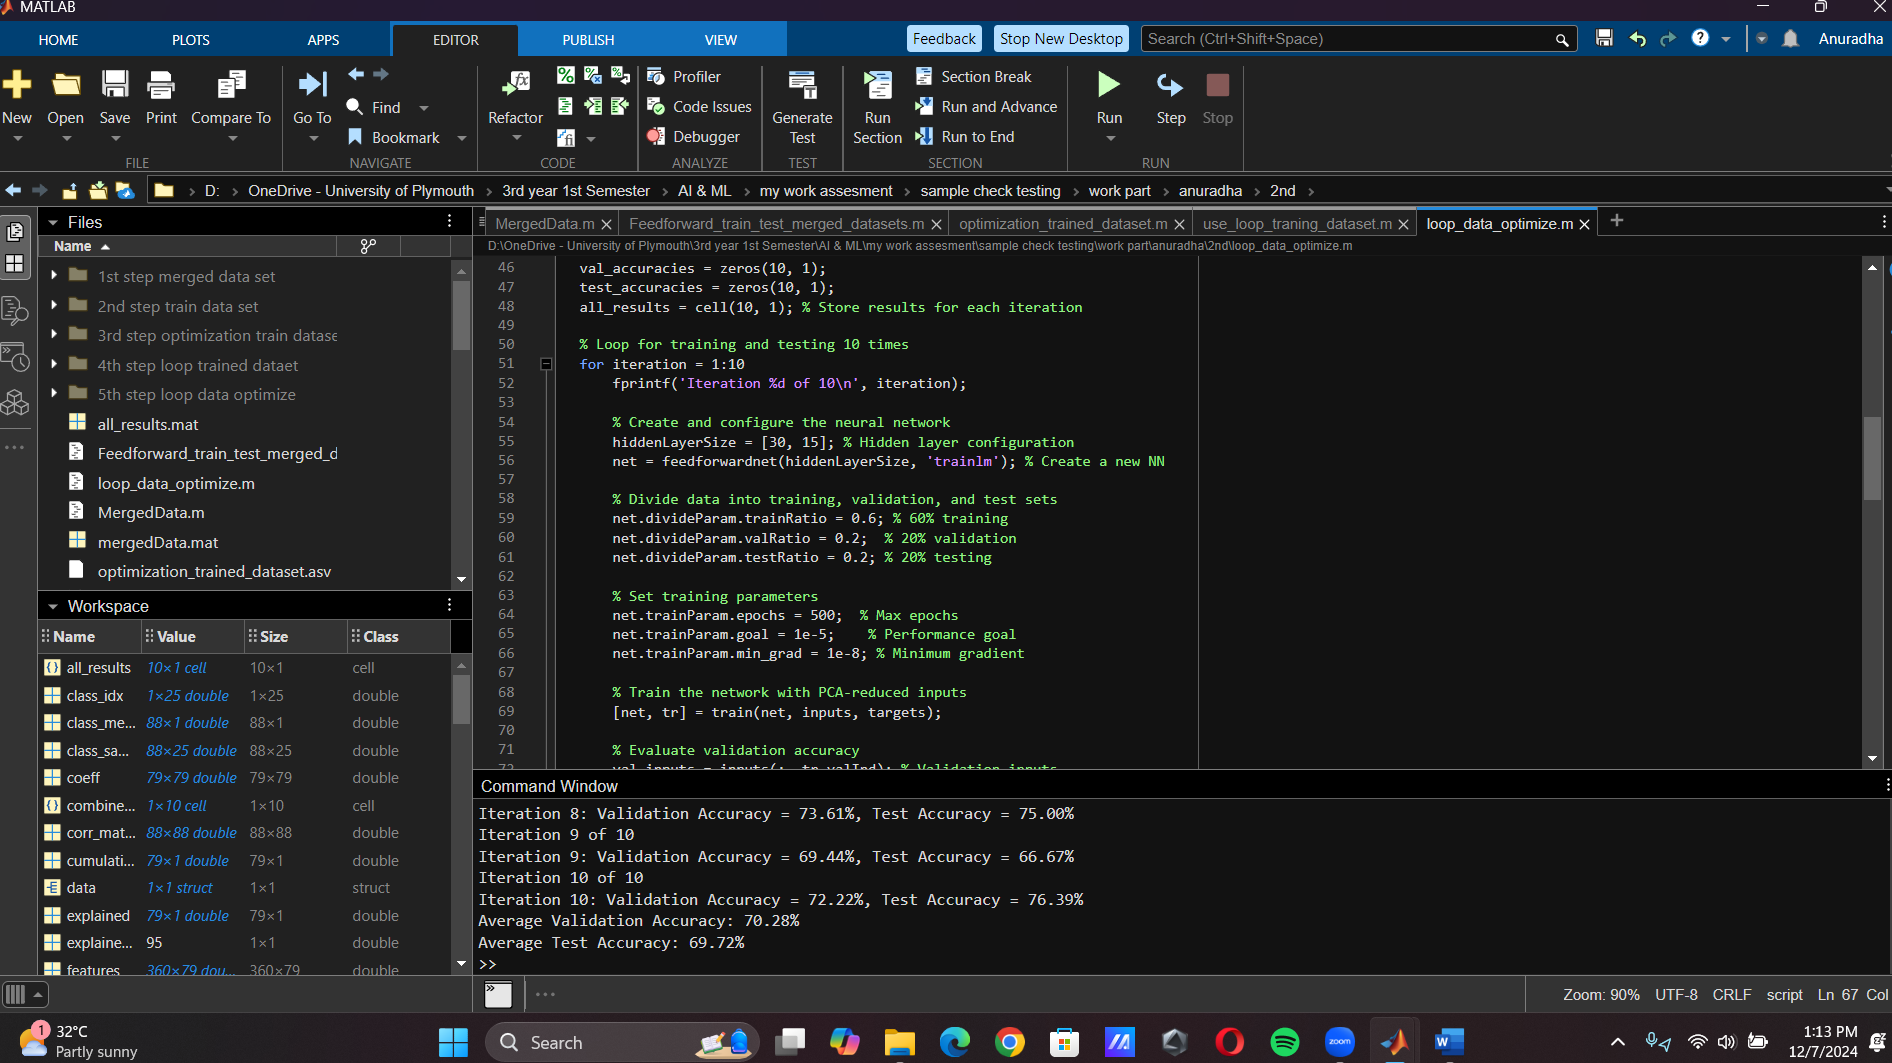 MATLAB
HOME PLOTS APPS EDITOR PUBLISH VIEW Feedback Stop New Desktop Search (Ctrl+Shift+Space) Anuradha
New Open Save Print Compare To Go To Find Bookmark Refactor Profiler Code Issues Debugger Generate Test Run Section Section Break Run and Advance Run to End Run Step Stop
FILE NAVIGATE CODE ANALYZE TEST SECTION RUN
D: OneDrive - University of Plymouth 3rd year 1st Semester AI & ML my work assesment sample check testing work part anuradha 2nd
Files
Name
1st step merged data set
2nd step train data set
3rd step optimization train datase
4th step loop trained dataet
5th step loop data optimize
all_results.mat
Feedforward_train_test_merged_d
loop_data_optimize.m
MergedData.m
mergedData.mat
optimization_trained_dataset.asv
Workspace
Name Value Size Class
all_results 10×1 cell 10×1 cell
class_idx 1×25 double 1×25 double
class_me... 88×1 double 88×1 double
class_sa... 88×25 double 88×25 double
coeff 79×79 double 79×79 double
combine... 1×10 cell 1×10 cell
corr_mat... 88×88 double 88×88 double
cumulati... 79×1 double 79×1 double
data 1×1 struct 1×1 struct
explained 79×1 double 79×1 double
explaine... 95 1×1 double
features 360×79 dou... 360×79 double
MergedData.m Feedforward_train_test_merged_datasets.m optimization_trained_dataset.m use_loop_traning_dataset.m loop_data_optimize.m
D:\OneDrive - University of Plymouth\3rd year 1st Semester\AI & ML\my work assesment\sample check testing\work part\anuradha\2nd\loop_data_optimize.m
46 val_accuracies = zeros(10, 1);
47 test_accuracies = zeros(10, 1);
48 all_results = cell(10, 1); % Store results for each iteration
49
50 % Loop for training and testing 10 times
51 for iteration = 1:10
52 fprintf('Iteration %d of 10\n', iteration);
53
54 % Create and configure the neural network
55 hiddenLayerSize = [30, 15]; % Hidden layer configuration
56 net = feedforwardnet(hiddenLayerSize, 'trainlm'); % Create a new NN
57
58 % Divide data into training, validation, and test sets
59 net.divideParam.trainRatio = 0.6; % 60% training
60 net.divideParam.valRatio = 0.2; % 20% validation
61 net.divideParam.testRatio = 0.2; % 20% testing
62
63 % Set training parameters
64 net.trainParam.epochs = 500; % Max epochs
65 net.trainParam.goal = 1e-5; % Performance goal
66 net.trainParam.min_grad = 1e-8; % Minimum gradient
67
68 % Train the network with PCA-reduced inputs
69 [net, tr] = train(net, inputs, targets);
70
71 % Evaluate validation accuracy
72 val_inputs = inputs(:, tr.valInd); % Validation inputs
Command Window
Iteration 8: Validation Accuracy = 73.61%, Test Accuracy = 75.00%
Iteration 9 of 10
Iteration 9: Validation Accuracy = 69.44%, Test Accuracy = 66.67%
Iteration 10 of 10
Iteration 10: Validation Accuracy = 72.22%, Test Accuracy = 76.39%
Average Validation Accuracy: 70.28%
Average Test Accuracy: 69.72%
>>
Zoom: 90% UTF-8 CRLF script Ln 67 Col
1
32°C
Partly sunny
Search
zoom
W
1:13 PM
12/7/2024